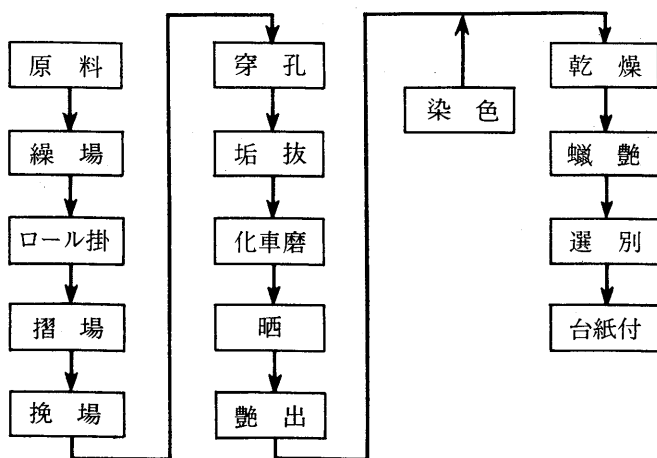 原料
繰場
ロール掛
摺場
挽場
穿孔
垢抜
化車磨
晒
艶出
染色
乾燥
蠟艶
選別
台紙付